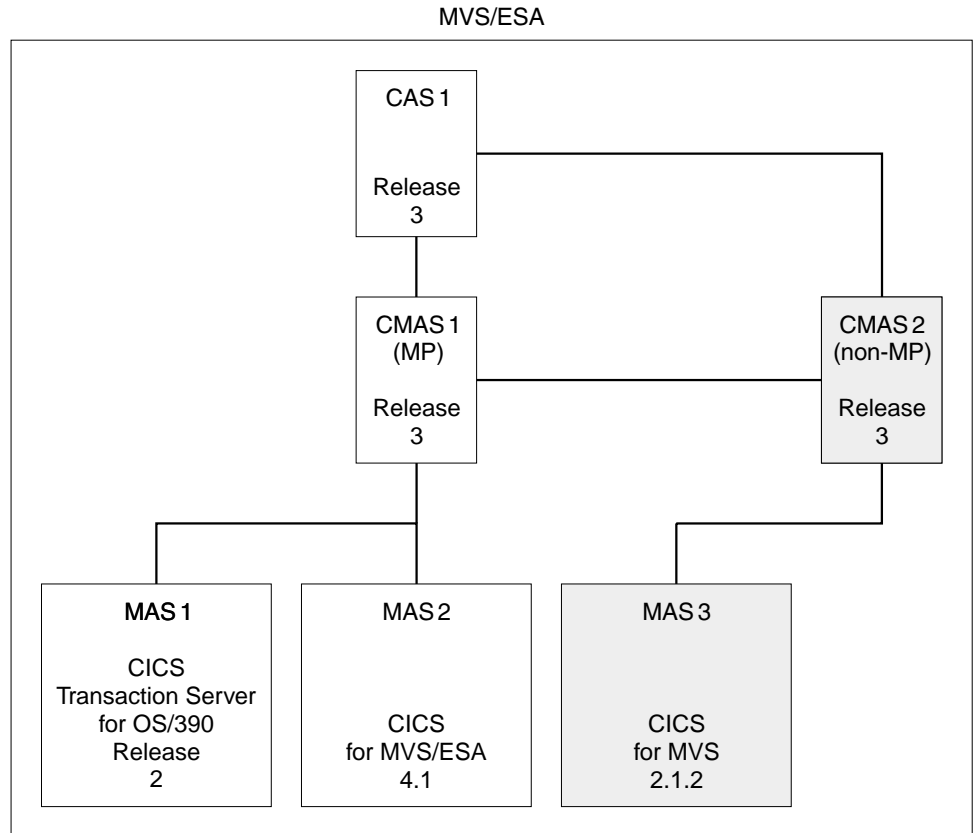 MVS/ESA
CAS 1
Release
3
CMAS 1
(MP)
Release
3
CMAS 2
(non-MP)
Release
3
MAS 1
CICS
Transaction Server
for OS/390
Release
2
MAS 2
CICS
for MVS/ESA
4.1
MAS 3
CICS
for MVS
2.1.2